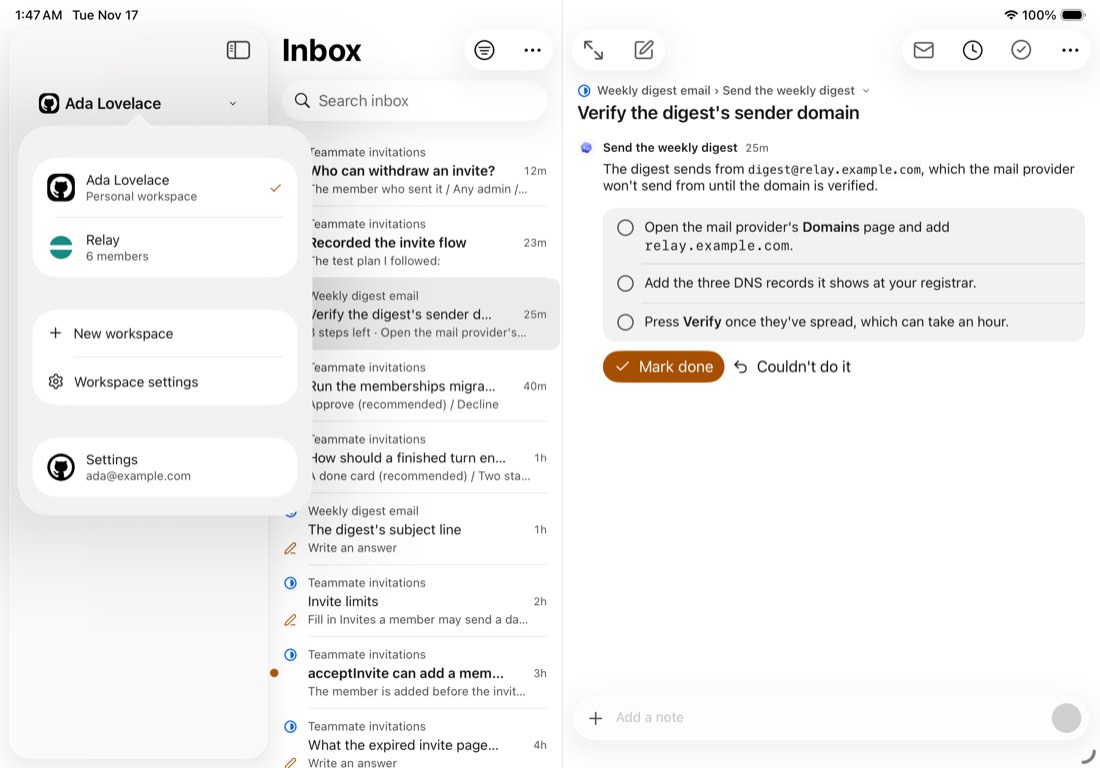 1:47 AM Tue Nov 17
100%
Ada Lovelace
Ada Lovelace
Personal workspace
Relay
6 members
New workspace
Workspace settings
Settings
ada@example.com
Inbox
Search inbox
Teammate invitations
Who can withdraw an invite?
12m
The member who sent it / Any admin /...
Teammate invitations
Recorded the invite flow
23m
The test plan I followed:
Weekly digest email
Verify the digest's sender d...
25m
3 steps left · Open the mail provider's...
Teammate invitations
Run the memberships migra...
40m
Approve (recommended) / Decline
Teammate invitations
How should a finished turn en...
1h
A done card (recommended) / Two sta...
Weekly digest email
The digest's subject line
1h
Write an answer
Teammate invitations
Invite limits
2h
Fill in Invites a member may send a da...
Teammate invitations
acceptInvite can add a mem...
3h
The member is added before the invit...
Teammate invitations
What the expired invite page...
4h
Write an answer
Weekly digest email › Send the weekly digest
Verify the digest's sender domain
Send the weekly digest 25m
The digest sends from digest@relay.example.com, which the mail provider
won't send from until the domain is verified.
Open the mail provider's Domains page and add
relay.example.com.
Add the three DNS records it shows at your registrar.
Press Verify once they've spread, which can take an hour.
Mark done
Couldn't do it
Add a note